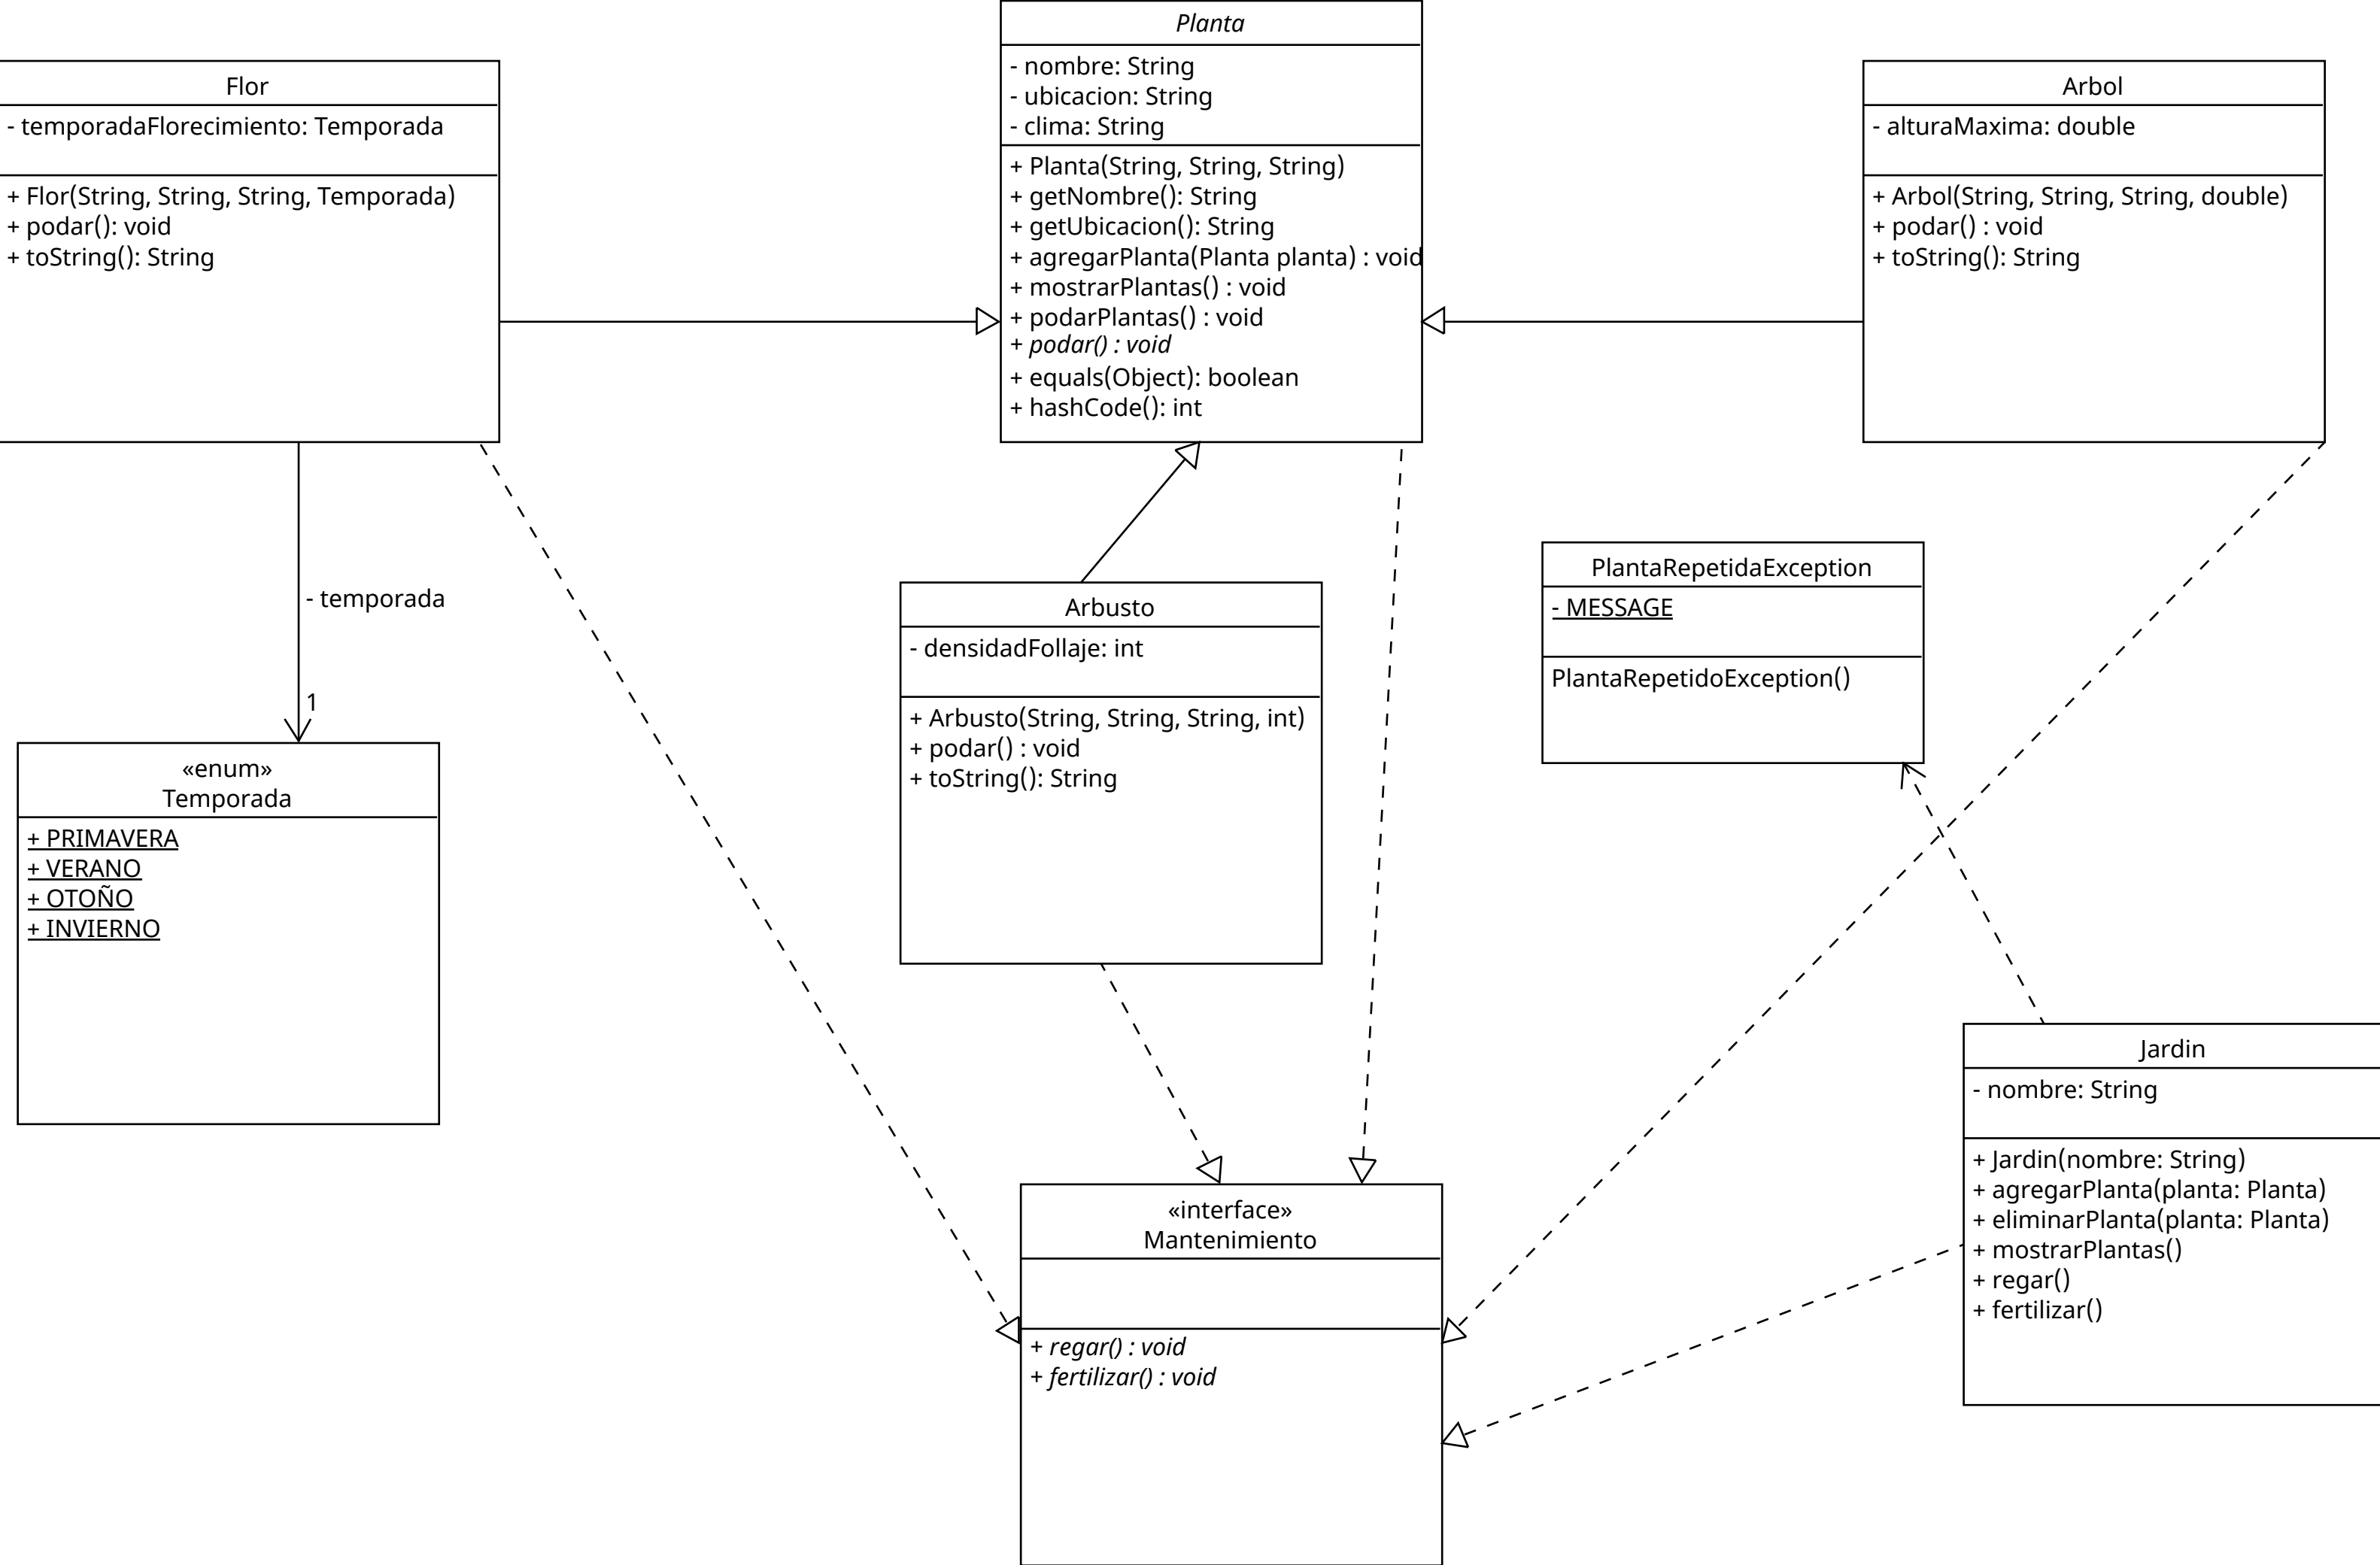 Planta
- nombre: String
- ubicacion: String
- clima: String
+ Planta(String, String, String)
+ getNombre(): String
+ getUbicacion(): String
+ agregarPlanta(Planta planta) : void
+ mostrarPlantas() : void
+ podarPlantas() : void
+ podar() : void
+ equals(Object): boolean
+ hashCode(): int
Flor
- temporadaFlorecimiento: Temporada
+ Flor(String, String, String, Temporada)
+ podar(): void
+ toString(): String
Arbol
- alturaMaxima: double
+ Arbol(String, String, String, double)
+ podar() : void
+ toString(): String
- temporada
1
PlantaRepetidaException
- MESSAGE
PlantaRepetidoException()
Arbusto
- densidadFollaje: int
+ Arbusto(String, String, String, int)
+ podar() : void
+ toString(): String
«enum»
Temporada
+ PRIMAVERA
+ VERANO
+ OTOÑO
+ INVIERNO
Jardin
- nombre: String
+ Jardin(nombre: String)
+ agregarPlanta(planta: Planta)
+ eliminarPlanta(planta: Planta)
+ mostrarPlantas()
+ regar()
+ fertilizar()
«interface»
Mantenimiento
+ regar() : void
+ fertilizar() : void